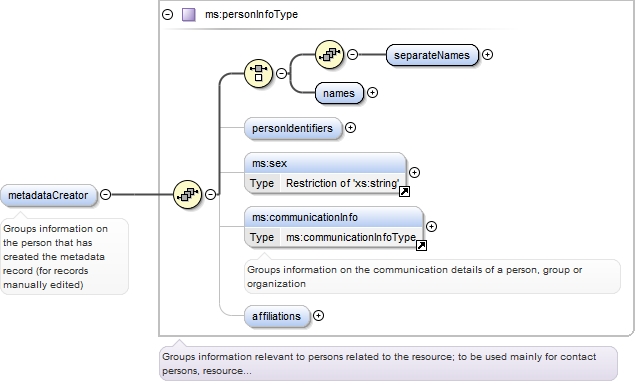 ms:personInfoType
separateNames
names
personIdentifiers
ms:sex
Type Restriction of 'xs:string'
metadataCreator
Groups information on
the person that has
created the metadata
record (for records
manually edited)
ms:communicationInfo
Type ms:communicationInfoType
Groups information on the communication details of a person, group or
organization
affiliations
Groups information relevant to persons related to the resource; to be used mainly for contact
persons, resource...